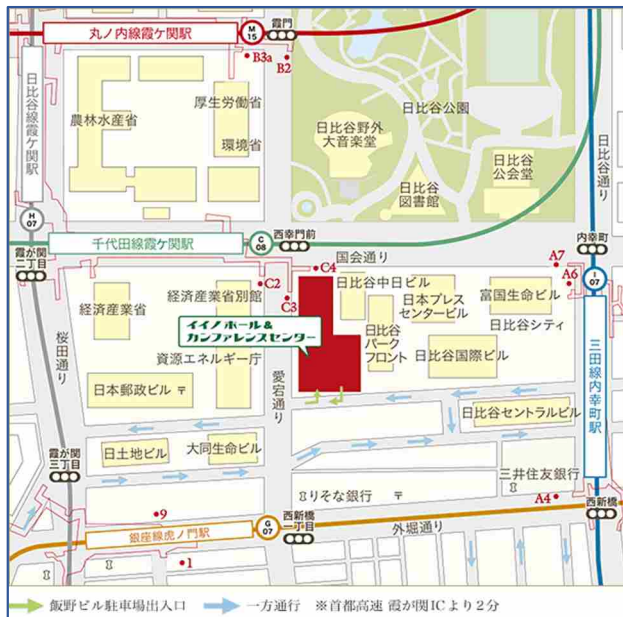 丸ノ内線霞ケ関駅
M
15
霞門
B3a
B2
日比谷線霞ケ関駅
農林水産省
厚生労働省
環境省
日比谷公園
日比谷野外
大音楽堂
日比谷
図書館
日比谷
公会堂
日比谷通り
H
07
霞が関
二丁目
千代田線霞ケ関駅
C
08
西幸門前
国会通り
内幸町
C4
C2
C3
A7
A6
I
07
経済産業省
経済産業省別館
日比谷中日ビル
日本プレス
センタービル
富国生命ビル
イイノホール&
カンファレンスセンター
日比谷
パーク
フロント
日比谷シティ
桜田通り
資源エネルギー庁
愛宕通り
日比谷国際ビル
日本郵政ビル 〒
三田線内幸町駅
日比谷セントラルビル
霞が関
三丁目
日土地ビル
大同生命ビル
三井住友銀行
りそな銀行
〒
A4
9
銀座線虎ノ門駅
G
07
西新橋
一丁目
外堀通り
西新橋
1
飯野ビル駐車場出入口
一方通行
※首都高速 霞が関ICより2分